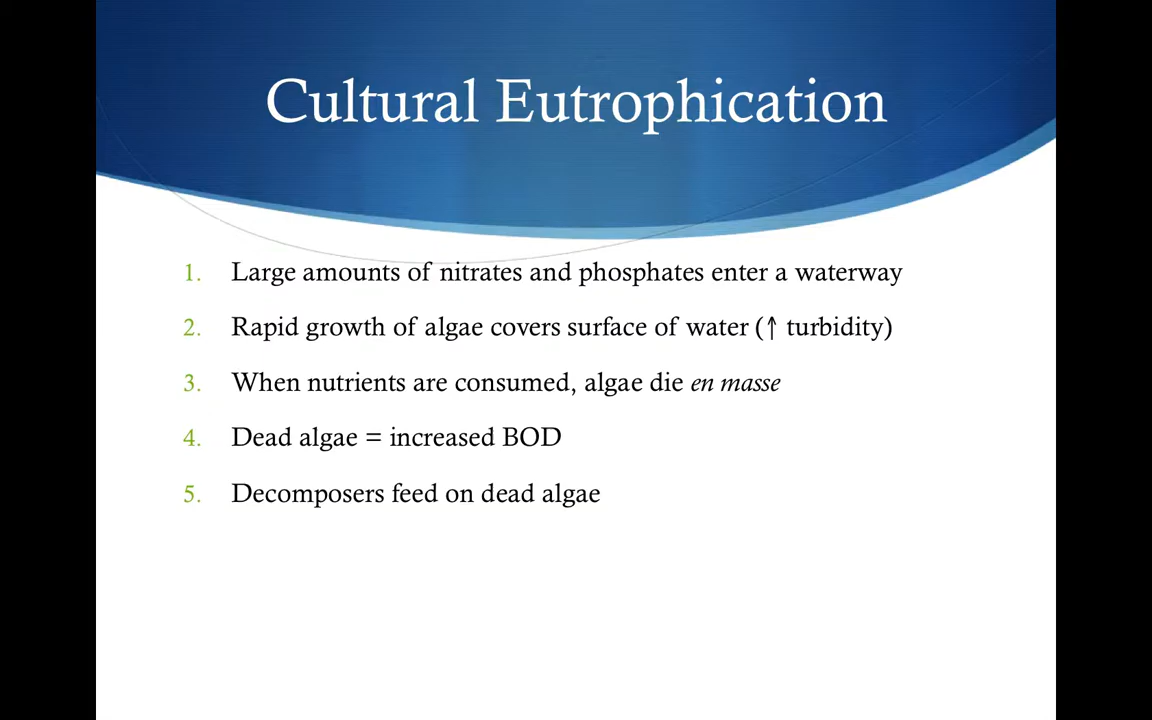 Cultural Eutrophication
1. Large amounts of nitrates and phosphates enter a waterway
2. Rapid growth of algae covers surface of water (↑ turbidity)
3. When nutrients are consumed, algae die en masse
4. Dead algae = increased BOD
5. Decomposers feed on dead algae